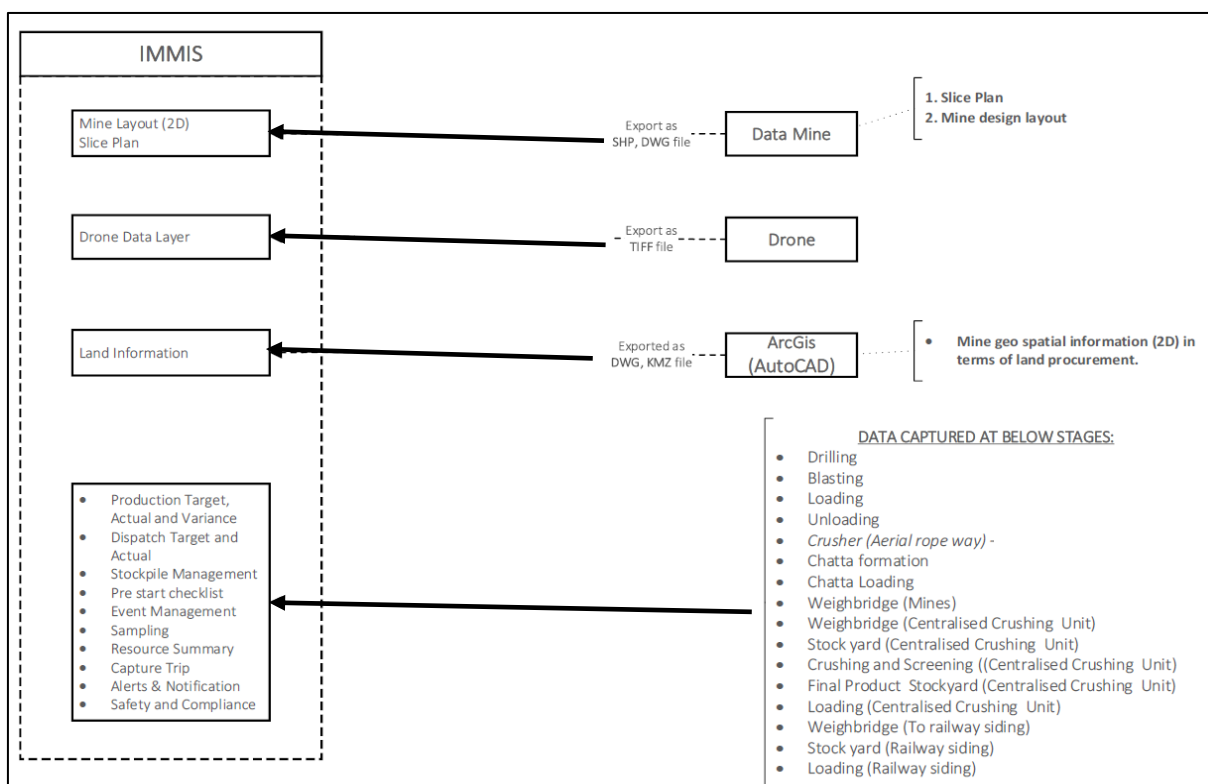 IMMIS
Mine Layout (2D)
Slice Plan
Export as
SHP, DWG file
Data Mine
1. Slice Plan
2. Mine design layout
Drone Data Layer
Export as
TIFF file
Drone
Land Information
Exported as
DWG, KMZ file
ArcGis
(AutoCAD)
• Mine geo spatial information (2D) in
terms of land procurement.
• Production Target,
Actual and Variance
• Dispatch Target and
Actual
• Stockpile Management
• Pre start checklist
• Event Management
• Sampling
• Resource Summary
• Capture Trip
• Alerts & Notification
• Safety and Compliance
DATA CAPTURED AT BELOW STAGES:
• Drilling
• Blasting
• Loading
• Unloading
• Crusher (Aerial rope way) -
• Chatta formation
• Chatta Loading
• Weighbridge (Mines)
• Weighbridge (Centralised Crushing Unit)
• Stock yard (Centralised Crushing Unit)
• Crushing and Screening ((Centralised Crushing Unit)
• Final Product Stockyard (Centralised Crushing Unit)
• Loading (Centralised Crushing Unit)
• Weighbridge (To railway siding)
• Stock yard (Railway siding)
• Loading (Railway siding)